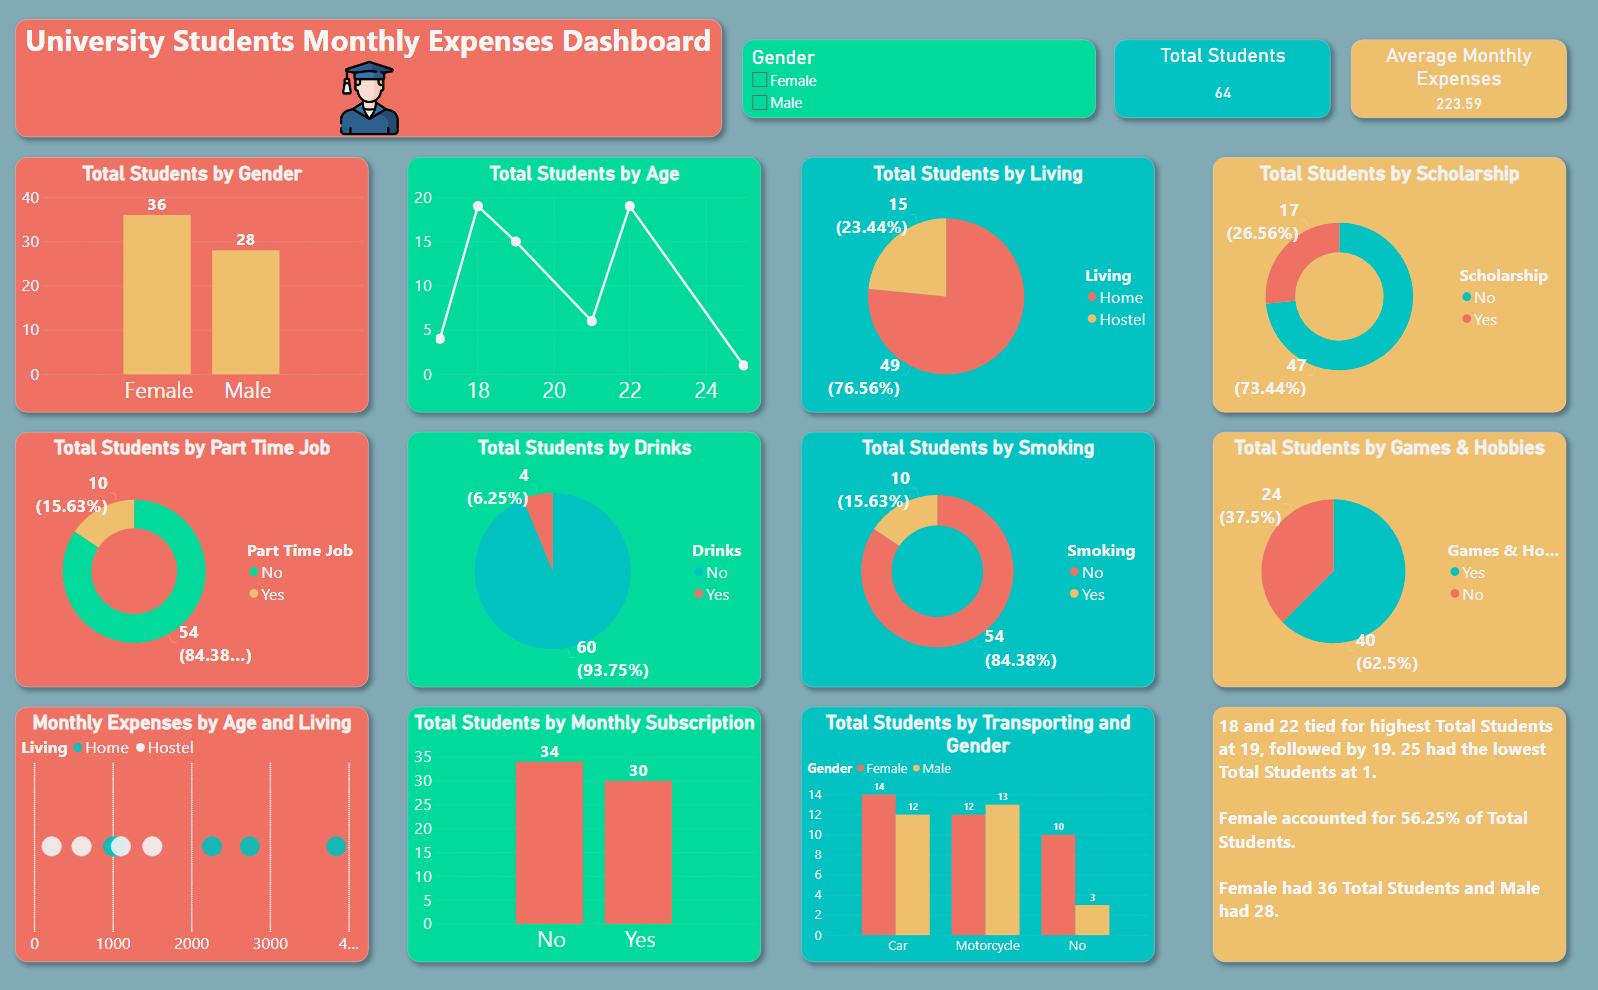 University Students Monthly Expenses Dashboard
Gender
Female
Male
Total Students
64
Average Monthly
Expenses
223.59
Total Students by Gender
40
30
20
10
0
36
28
Female Male
Total Students by Age
20
15
10
5
0
18 20 22 24
Total Students by Living
15
(23.44%)
49
(76.56%)
Living
Home
Hostel
Total Students by Scholarship
17
(26.56%)
47
(73.44%)
Scholarship
No
Yes
Total Students by Part Time Job
10
(15.63%)
54
(84.38...)
Part Time Job
No
Yes
Total Students by Drinks
4
(6.25%)
60
(93.75%)
Drinks
No
Yes
Total Students by Smoking
10
(15.63%)
54
(84.38%)
Smoking
No
Yes
Total Students by Games & Hobbies
24
(37.5%)
40
(62.5%)
Games & Ho...
Yes
No
Monthly Expenses by Age and Living
Living Home Hostel
0 1000 2000 3000 4...
Total Students by Monthly Subscription
35
30
25
20
15
10
5
0
34
30
No Yes
Total Students by Transporting and
Gender
Gender Female Male
14
12
10
8
6
4
2
0
14
12
12
13
10
3
Car Motorcycle No
18 and 22 tied for highest Total Students
at 19, followed by 19. 25 had the lowest
Total Students at 1.
Female accounted for 56.25% of Total
Students.
Female had 36 Total Students and Male
had 28.